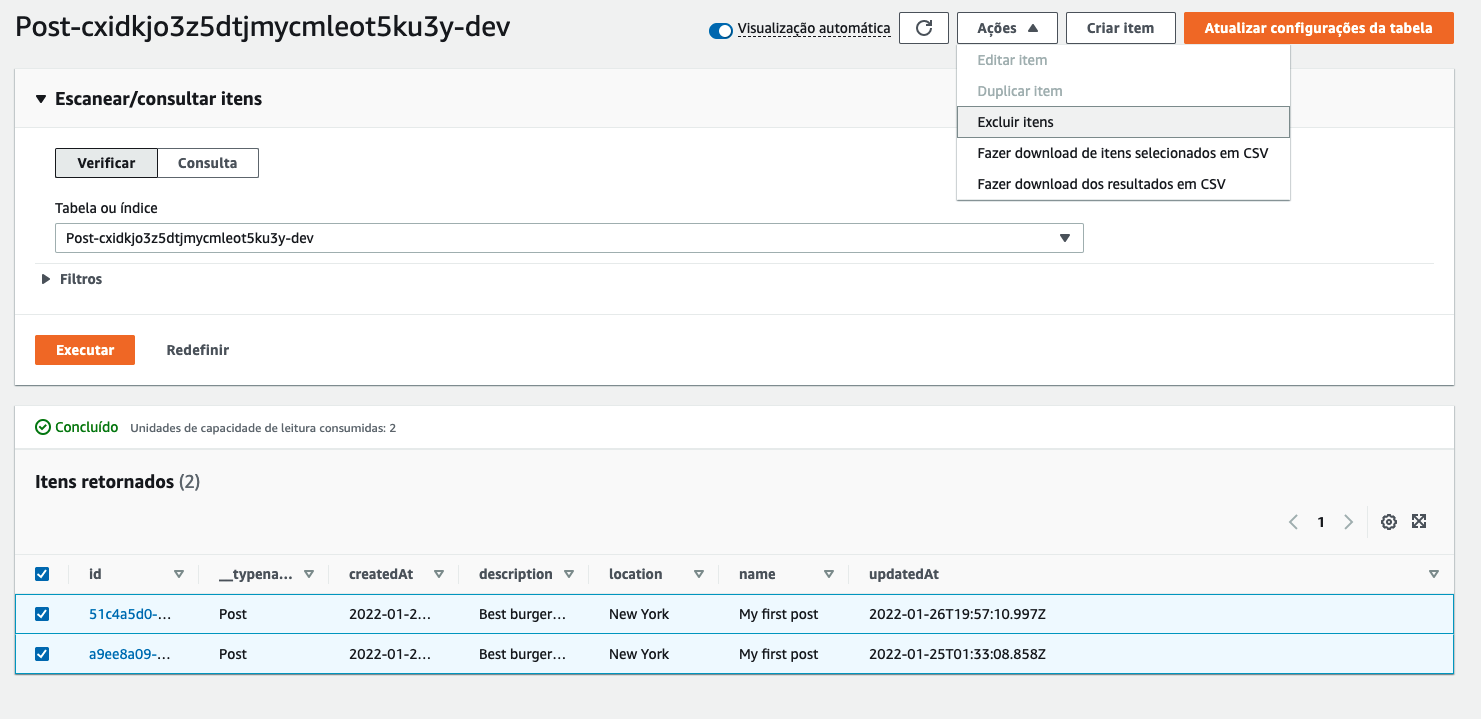 Post-cxidkjo3z5dtjmycmleot5ku3y-dev
Visualização automática
Ações
Criar item
Atualizar configurações da tabela
Editar item
Duplicar item
Excluir itens
Fazer download de itens selecionados em CSV
Fazer download dos resultados em CSV
Escanear/consultar itens
Verificar
Consulta
Tabela ou índice
Post-cxidkjo3z5dtjmycmleot5ku3y-dev
Filtros
Executar
Redefinir
Concluído Unidades de capacidade de leitura consumidas: 2
Itens retornados (2)
1
id __typena... createdAt description location name updatedAt
51c4a5d0-... Post 2022-01-2... Best burger... New York My first post 2022-01-26T19:57:10.997Z
a9ee8a09-... Post 2022-01-2... Best burger... New York My first post 2022-01-25T01:33:08.858Z